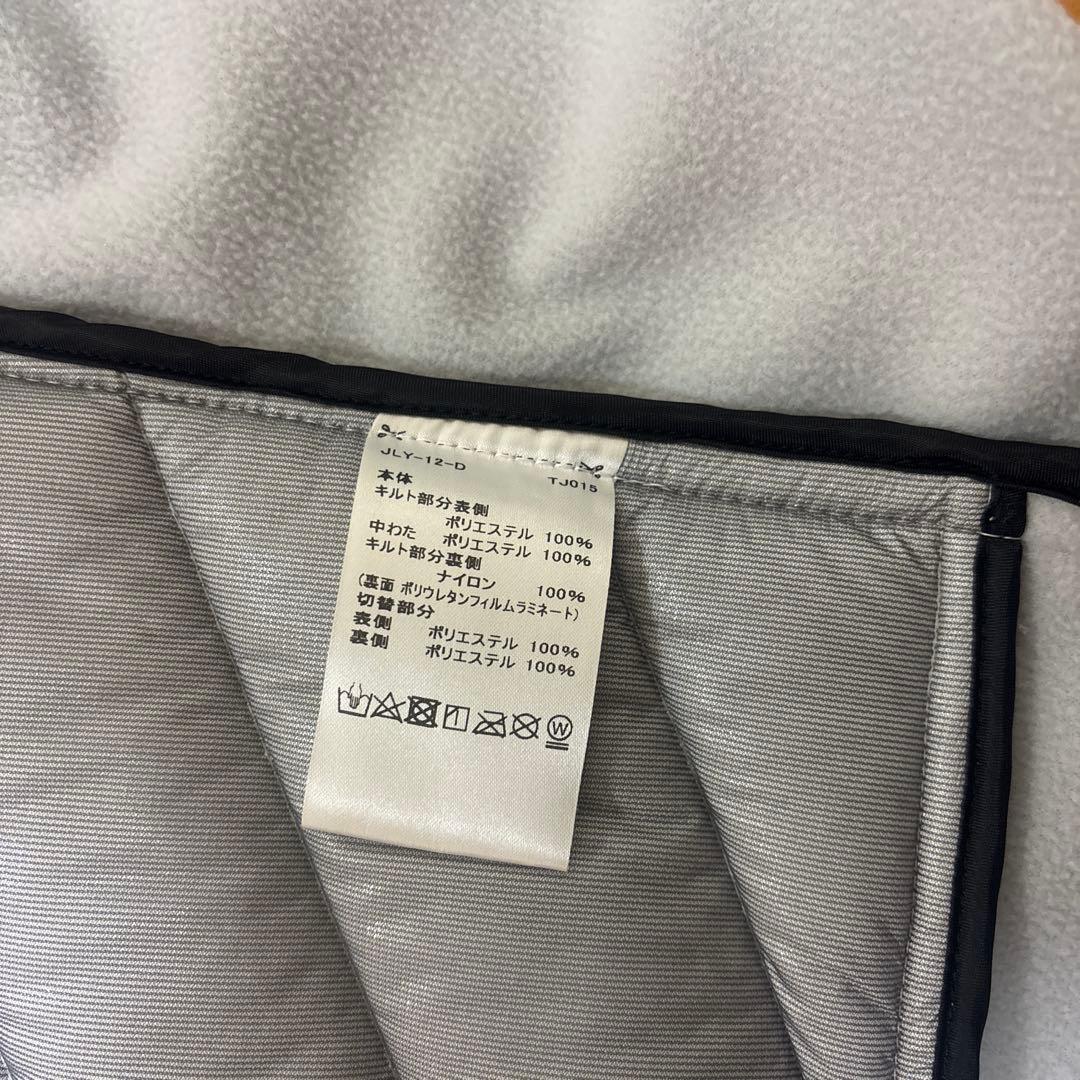 JLY-12-D
TJ015
本体
キルト部分表側
ポリエステル 100%
中わた ポリエステル 100%
キルト部分裏側
ナイロン 100%
(裏面 ポリウレタンフィルムラミネート)
切替部分
表側 ポリエステル 100%
裏側 ポリエステル 100%
W